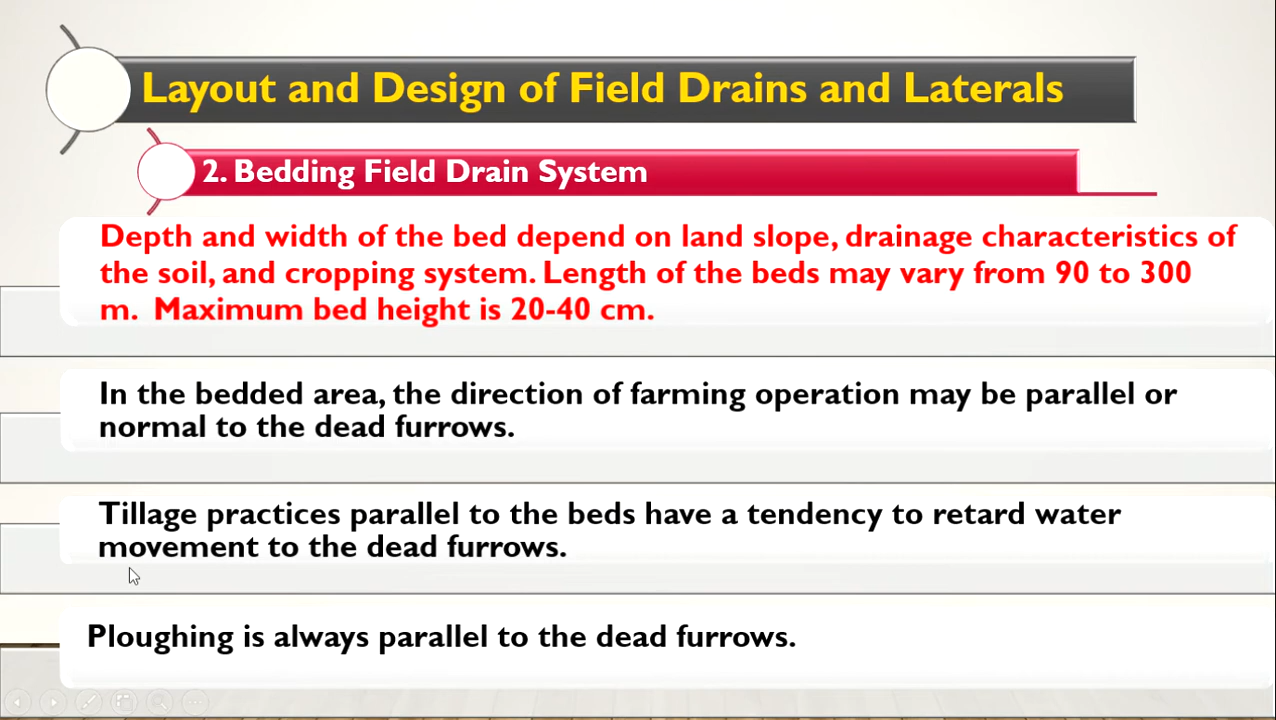 Layout and Design of Field Drains and Laterals
2. Bedding Field Drain System
Depth and width of the bed depend on land slope, drainage characteristics of
the soil, and cropping system. Length of the beds may vary from 90 to 300
m.  Maximum bed height is 20-40 cm.
In the bedded area, the direction of farming operation may be parallel or
normal to the dead furrows.
Tillage practices parallel to the beds have a tendency to retard water
movement to the dead furrows.
Ploughing is always parallel to the dead furrows.